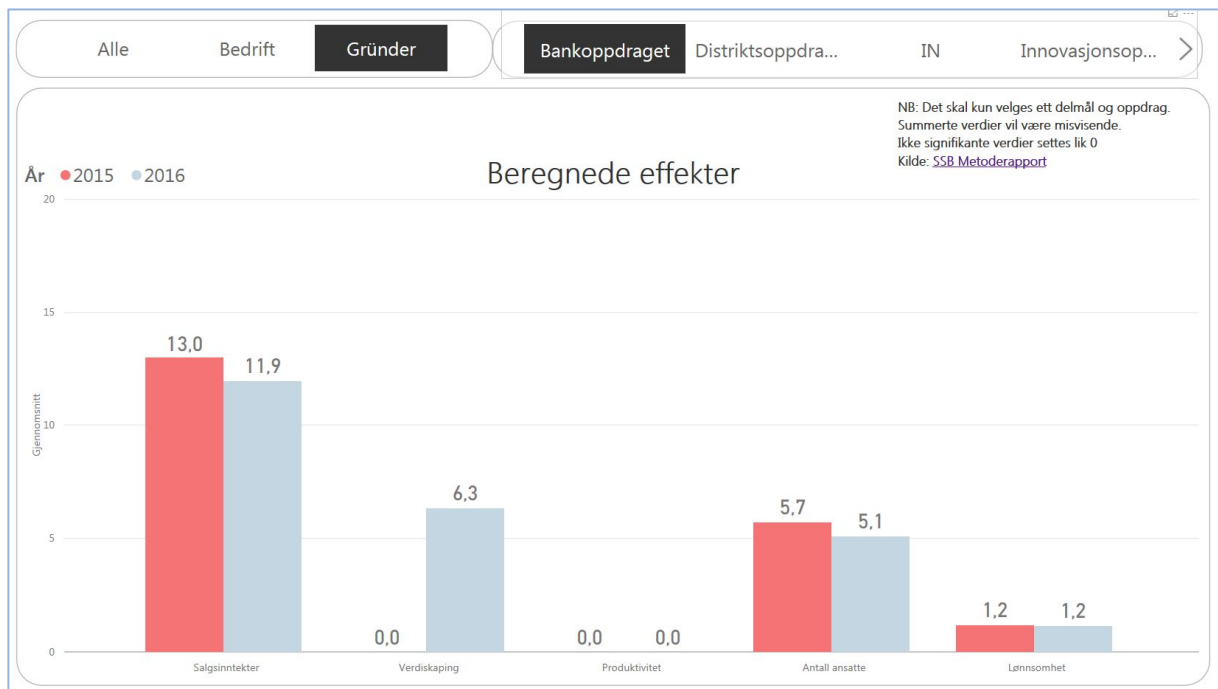 Alle Bedrift Gründer Bankoppdraget Distriktsoppdra... IN Innovasjonsop...
NB: Det skal kun velges ett delmål og oppdrag.
Summerte verdier vil være misvisende.
Ikke signifikante verdier settes lik 0
Kilde: SSB Metoderapport
År 2015 2016
Beregnede effekter
Gjennomsnitt
20
15
10
5
0
13,0
11,9
0,0
6,3
0,0
0,0
5,7
5,1
1,2
1,2
Salgsinntekter Verdiskaping Produktivitet Antall ansatte Lønnsomhet